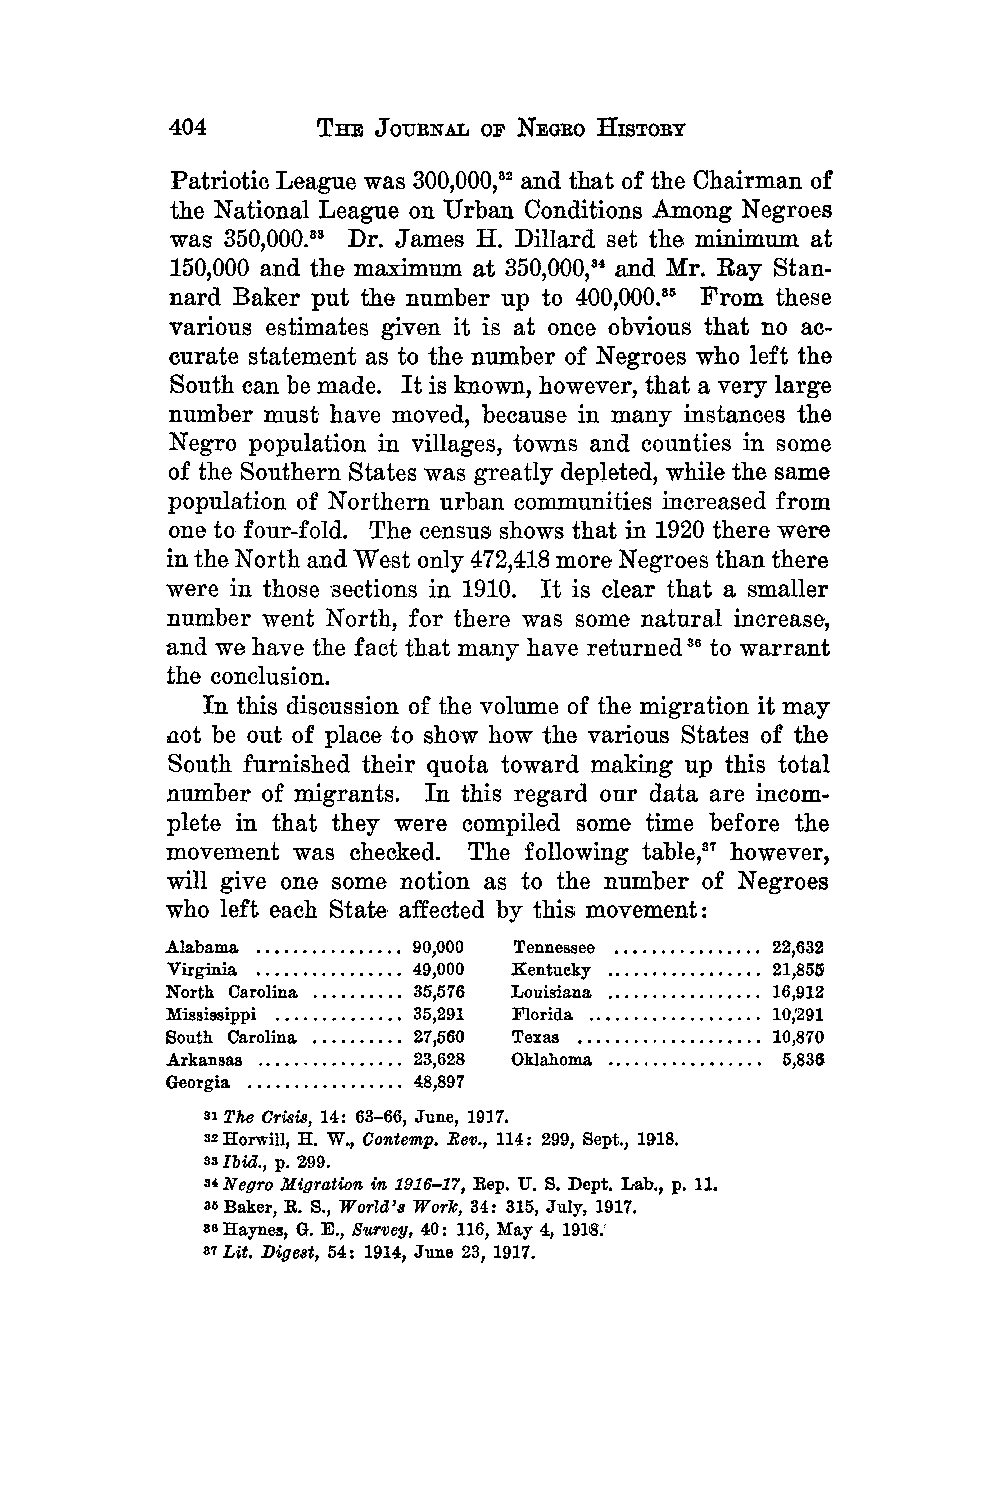 404 THE JOURNAL OF NEGRO HISTORY
Patriotic League was 300,000,³² and that of the Chairman of
the National League on Urban Conditions Among Negroes
was 350,000.³³ Dr. James H. Dillard set the minimum at
150,000 and the maximum at 350,000,³⁴ and Mr. Ray Stan-
nard Baker put the number up to 400,000.³⁵ From these
various estimates given it is at once obvious that no ac-
curate statement as to the number of Negroes who left the
South can be made. It is known, however, that a very large
number must have moved, because in many instances the
Negro population in villages, towns and counties in some
of the Southern States was greatly depleted, while the same
population of Northern urban communities increased from
one to four-fold. The census shows that in 1920 there were
in the North and West only 472,418 more Negroes than there
were in those sections in 1910. It is clear that a smaller
number went North, for there was some natural increase,
and we have the fact that many have returned³⁶ to warrant
the conclusion.
In this discussion of the volume of the migration it may
not be out of place to show how the various States of the
South furnished their quota toward making up this total
number of migrants. In this regard our data are incom-
plete in that they were compiled some time before the
movement was checked. The following table,³⁷ however,
will give one some notion as to the number of Negroes
who left each State affected by this movement:
Alabama ................ 90,000 Tennessee ................ 22,632
Virginia ................ 49,000 Kentucky ................. 21,855
North Carolina .......... 35,576 Louisiana ................. 16,912
Mississippi .............. 35,291 Florida ................... 10,291
South Carolina .......... 27,560 Texas .................... 10,870
Arkansas ................ 23,628 Oklahoma ................. 5,836
Georgia ................. 48,897
³¹ The Crisis, 14: 63–66, June, 1917.
³² Horwill, H. W., Contemp. Rev., 114: 299, Sept., 1918.
³³ Ibid., p. 299.
³⁴ Negro Migration in 1916–17, Rep. U. S. Dept. Lab., p. 11.
³⁵ Baker, R. S., World's Work, 34: 315, July, 1917.
³⁶ Haynes, G. E., Survey, 40: 116, May 4, 1918.
³⁷ Lit. Digest, 54: 1914, June 23, 1917.